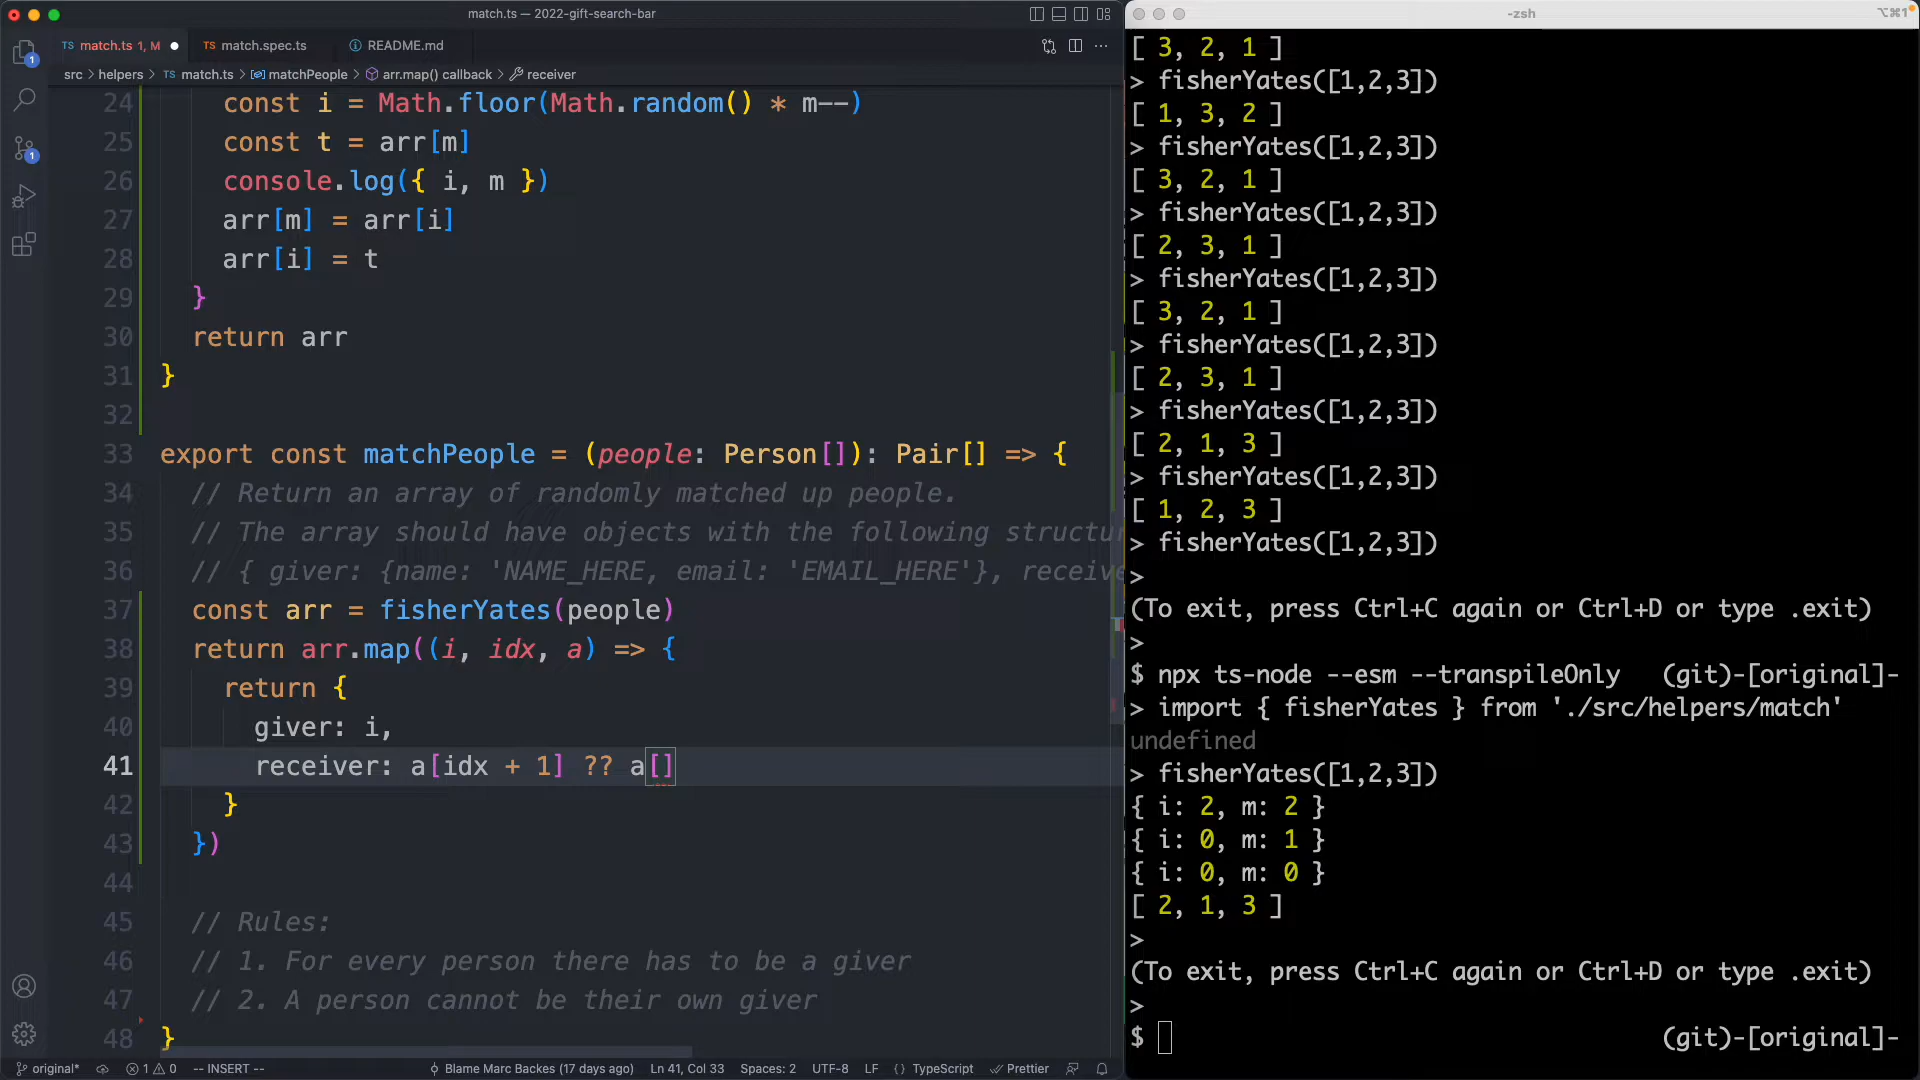 match.ts — 2022-gift-search-bar
TS match.ts 1, M
TS match.spec.ts
README.md
src > helpers > TS match.ts > matchPeople > arr.map() callback > receiver
24 const i = Math.floor(Math.random() * m--)
25 const t = arr[m]
26 console.log({ i, m })
27 arr[m] = arr[i]
28 arr[i] = t
29 }
30 return arr
31 }
32
33 export const matchPeople = (people: Person[]): Pair[] => {
34 // Return an array of randomly matched up people.
35 // The array should have objects with the following structur
36 // { giver: {name: 'NAME_HERE, email: 'EMAIL_HERE'}, receive
37 const arr = fisherYates(people)
38 return arr.map((i, idx, a) => {
39 return {
40 giver: i,
41 receiver: a[idx + 1] ?? a[]
42 }
43 })
44
45 // Rules:
46 // 1. For every person there has to be a giver
47 // 2. A person cannot be their own giver
48 }
1
1
original*
1 0
-- INSERT --
Blame Marc Backes (17 days ago)
Ln 41, Col 33
Spaces: 2
UTF-8
LF
{ } TypeScript
Prettier
-zsh
⌥⌘1
[ 3, 2, 1 ]
> fisherYates([1,2,3])
[ 1, 3, 2 ]
> fisherYates([1,2,3])
[ 3, 2, 1 ]
> fisherYates([1,2,3])
[ 2, 3, 1 ]
> fisherYates([1,2,3])
[ 3, 2, 1 ]
> fisherYates([1,2,3])
[ 2, 3, 1 ]
> fisherYates([1,2,3])
[ 2, 1, 3 ]
> fisherYates([1,2,3])
[ 1, 2, 3 ]
> fisherYates([1,2,3])
>
(To exit, press Ctrl+C again or Ctrl+D or type .exit)
>
$ npx ts-node --esm --transpileOnly (git)-[original]-
> import { fisherYates } from './src/helpers/match'
undefined
> fisherYates([1,2,3])
{ i: 2, m: 2 }
{ i: 0, m: 1 }
{ i: 0, m: 0 }
[ 2, 1, 3 ]
>
(To exit, press Ctrl+C again or Ctrl+D or type .exit)
>
$ (git)-[original]-